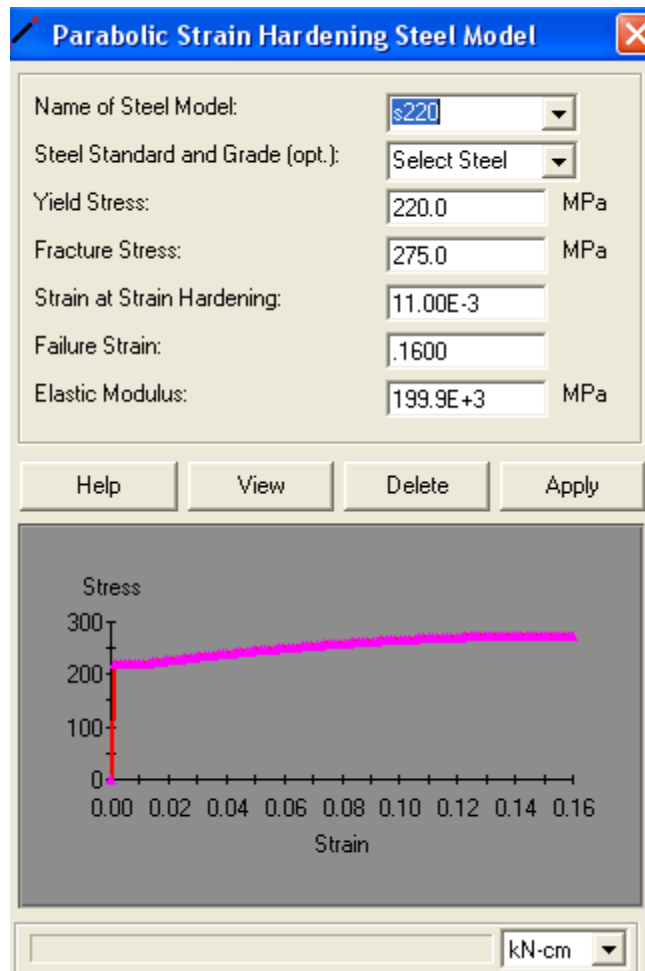 Parabolic Strain Hardening Steel Model
Name of Steel Model: s220
Steel Standard and Grade (opt.): Select Steel
Yield Stress: 220.0 MPa
Fracture Stress: 275.0 MPa
Strain at Strain Hardening: 11.00E-3
Failure Strain: .1600
Elastic Modulus: 199.9E+3 MPa
Help View Delete Apply
Stress
300
200
100
0
0.00 0.02 0.04 0.06 0.08 0.10 0.12 0.14 0.16
Strain
kN-cm